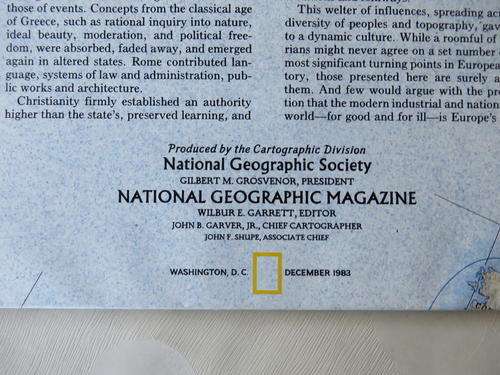 those of events. Concepts from the classical age
of Greece, such as rational inquiry into nature,
ideal beauty, moderation, and political free-
dom, were absorbed, faded away, and emerged
again in altered states. Rome contributed lan-
guage, systems of law and administration, pub-
lic works and architecture.
Christianity firmly established an authority
higher than the state's, preserved learning, and
This welter of influences, spreading ac
diversity of peoples and topography, gav
to a dynamic culture. While a roomful of
rians might never agree on a set number
most significant turning points in Europea
tory, those presented here are surely a
them. And few would argue with the pr
tion that the modern industrial and nation
world—for good and for ill—is Europe's
Produced by the Cartographic Division
National Geographic Society
GILBERT M. GROSVENOR, PRESIDENT
NATIONAL GEOGRAPHIC MAGAZINE
WILBUR E. GARRETT, EDITOR
JOHN B. GARVER, JR., CHIEF CARTOGRAPHER
JOHN F. SHUPE, ASSOCIATE CHIEF
WASHINGTON, D. C. DECEMBER 1983